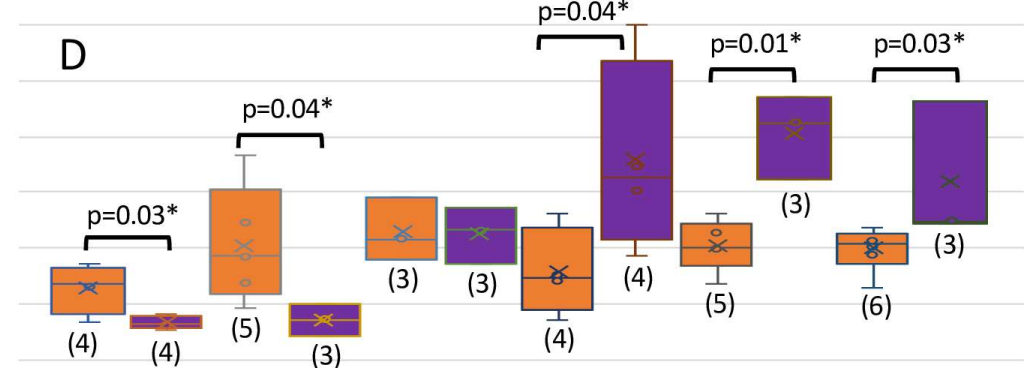 D
p=0.04*
p=0.01*
p=0.03*
p=0.04*
p=0.03*
(4)
(4)
(5)
(3)
(3)
(3)
(4)
(4)
(5)
(3)
(6)
(3)